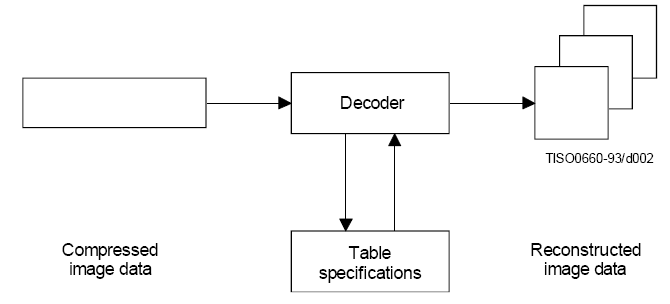 Decoder
TISO0660-93/d002
Compressed
image data
Table
specifications
Reconstructed
image data